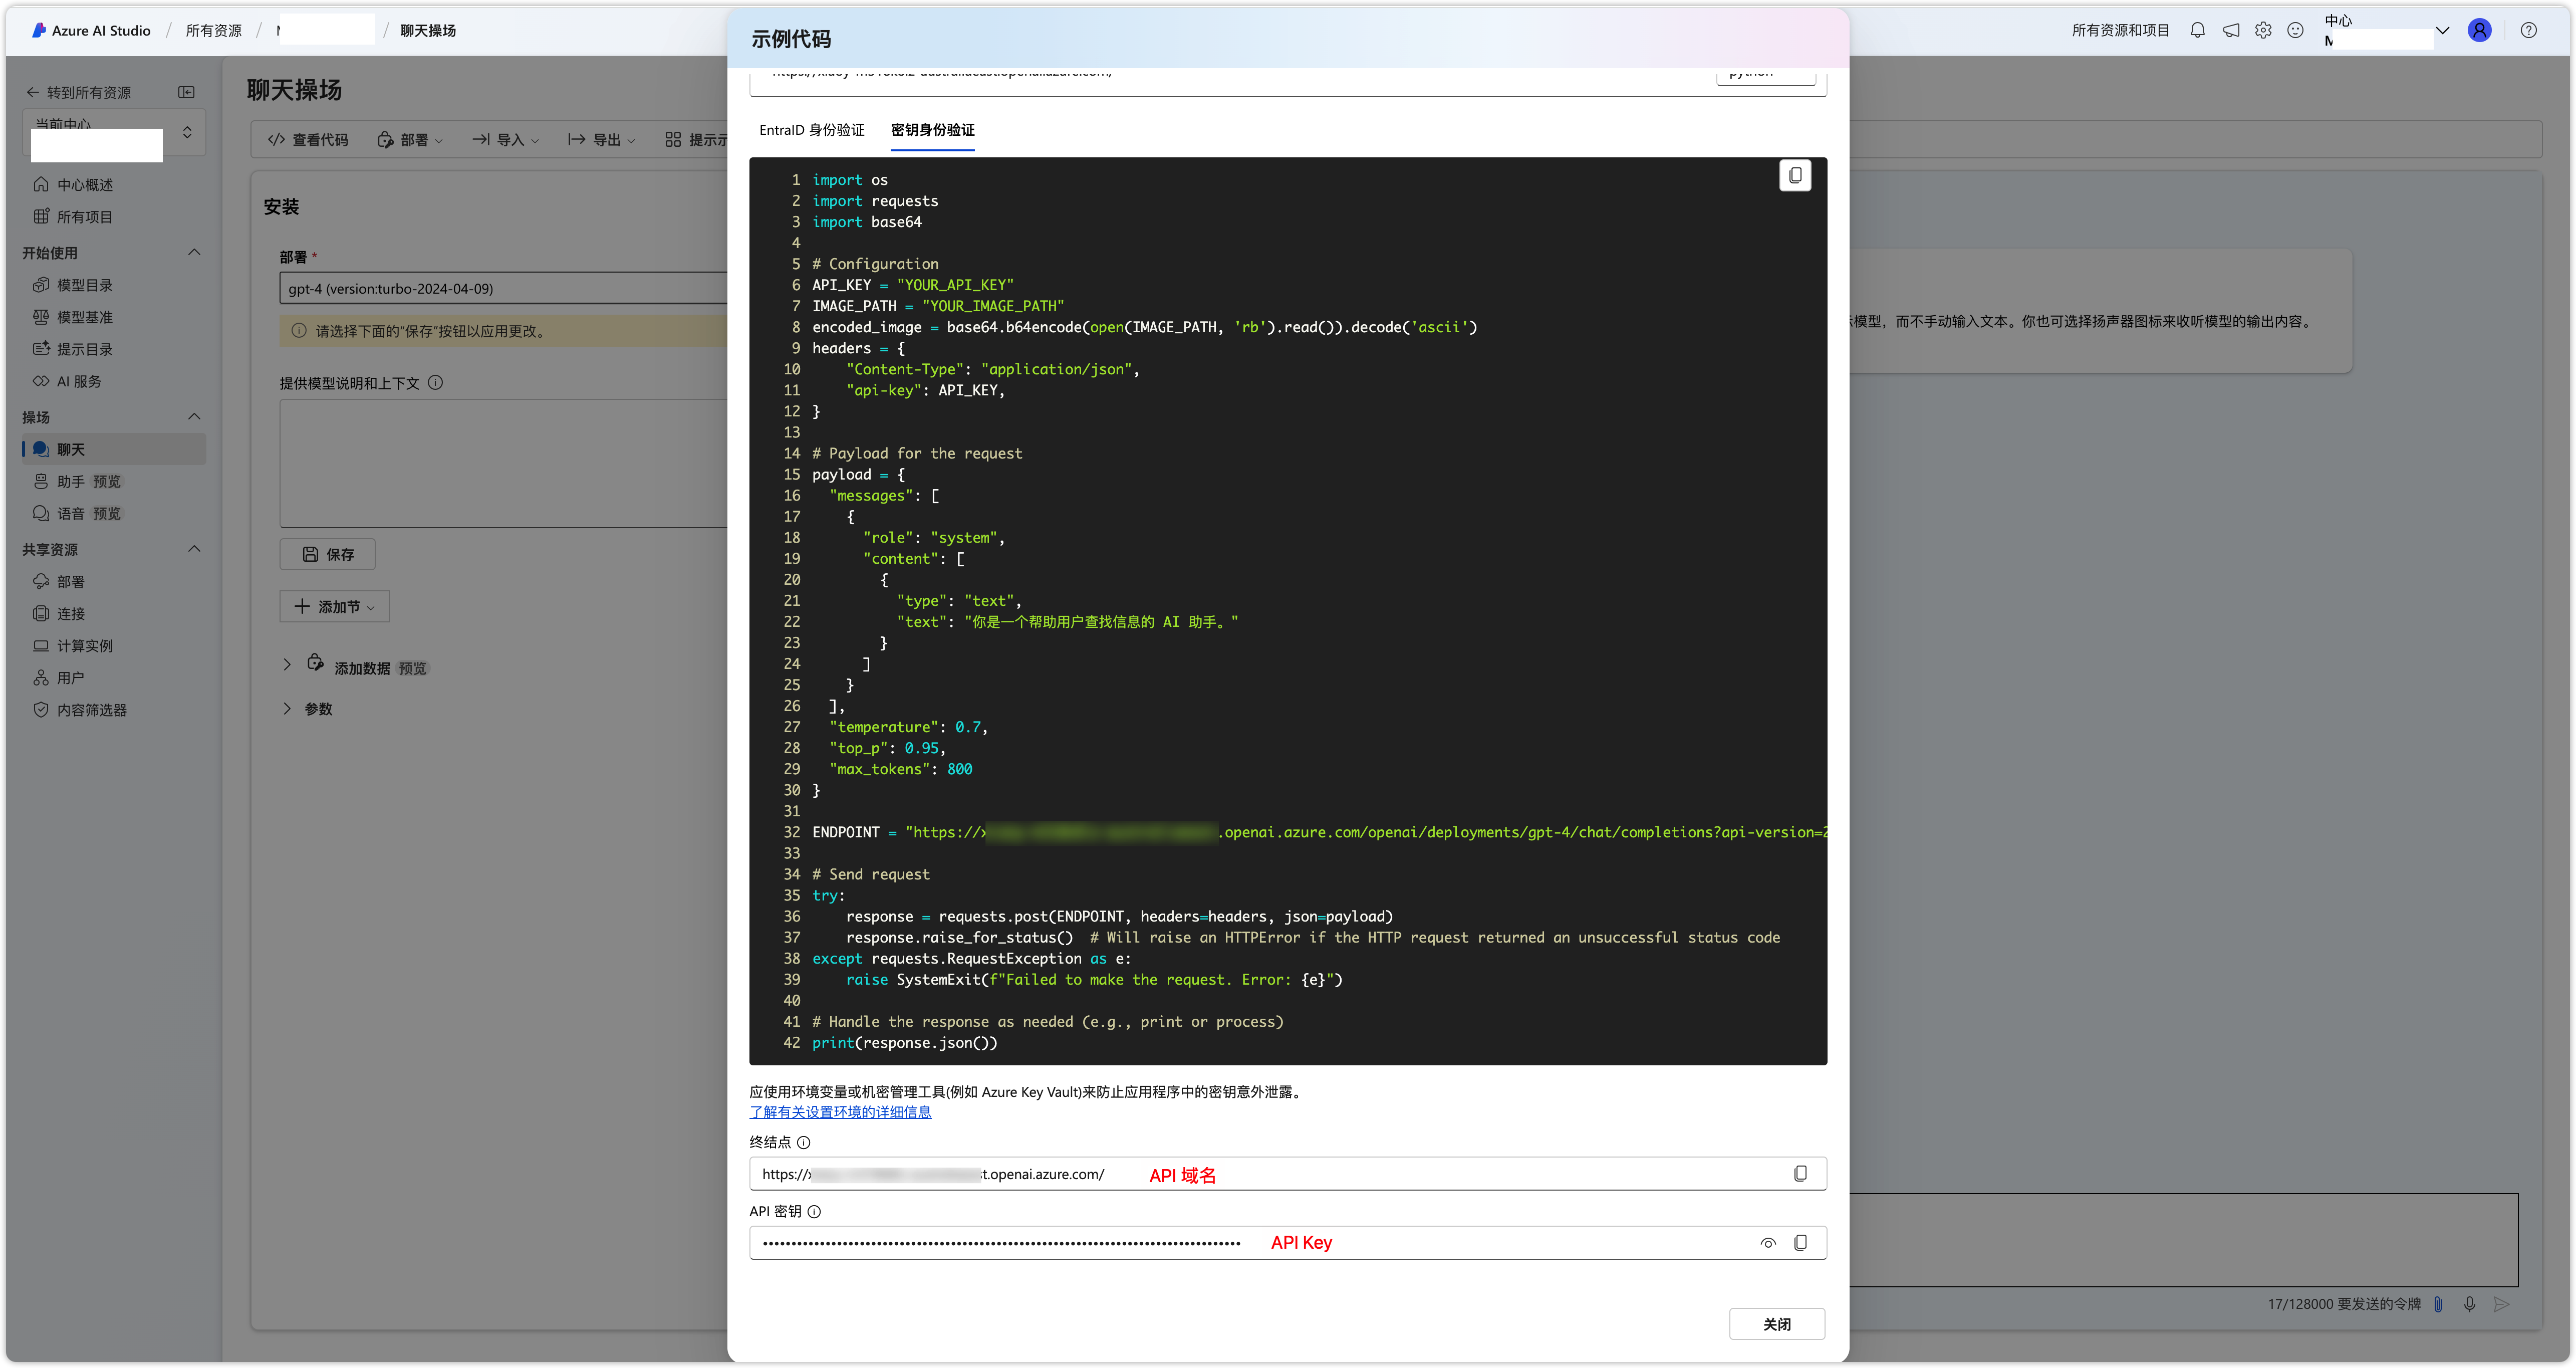 Azure AI Studio / 所有资源 / / 聊天操场
所有资源和项目
中心
转到所有资源
当前中心
中心概述
所有项目
开始使用
模型目录
模型基准
提示目录
AI 服务
操场
聊天
助手 预览
语音 预览
共享资源
部署
连接
计算实例
用户
内容筛选器
聊天操场
查看代码 部署 导入 导出
安装
部署 *
gpt-4 (version:turbo-2024-04-09)
请选择下面的“保存”按钮以应用更改。
提供模型说明和上下文
保存
添加节
添加数据 预览
参数
示例代码
python
EntraID 身份验证 密钥身份验证
1 import os
2 import requests
3 import base64
4
5 # Configuration
6 API_KEY = "YOUR_API_KEY"
7 IMAGE_PATH = "YOUR_IMAGE_PATH"
8 encoded_image = base64.b64encode(open(IMAGE_PATH, 'rb').read()).decode('ascii')
9 headers = {
10 "Content-Type": "application/json",
11 "api-key": API_KEY,
12 }
13
14 # Payload for the request
15 payload = {
16 "messages": [
17 {
18 "role": "system",
19 "content": [
20 {
21 "type": "text",
22 "text": "你是一个帮助用户查找信息的 AI 助手。"
23 }
24 ]
25 }
26 ],
27 "temperature": 0.7,
28 "top_p": 0.95,
29 "max_tokens": 800
30 }
31
32 ENDPOINT = "https://x .openai.azure.com/openai/deployments/gpt-4/chat/completions?api-version=2
33
34 # Send request
35 try:
36 response = requests.post(ENDPOINT, headers=headers, json=payload)
37 response.raise_for_status() # Will raise an HTTPError if the HTTP request returned an unsuccessful status code
38 except requests.RequestException as e:
39 raise SystemExit(f"Failed to make the request. Error: {e}")
40
41 # Handle the response as needed (e.g., print or process)
42 print(response.json())
应使用环境变量或机密管理工具(例如 Azure Key Vault)来防止应用程序中的密钥意外泄露。
了解有关设置环境的详细信息
终结点
https://x t.openai.azure.com/ API 域名
API 密钥
API Key
关闭
模型，而不手动输入文本。你也可选择扬声器图标来收听模型的输出内容。
17/128000 要发送的令牌